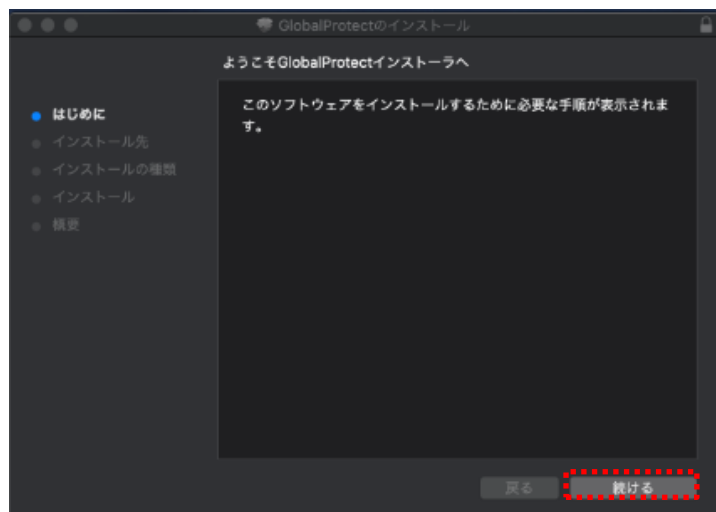 GlobalProtectのインストール
ようこそGlobalProtectインストーラへ
はじめに
インストール先
インストールの種類
インストール
概要
このソフトウェアをインストールするために必要な手順が表示されま
す。
戻る
続ける